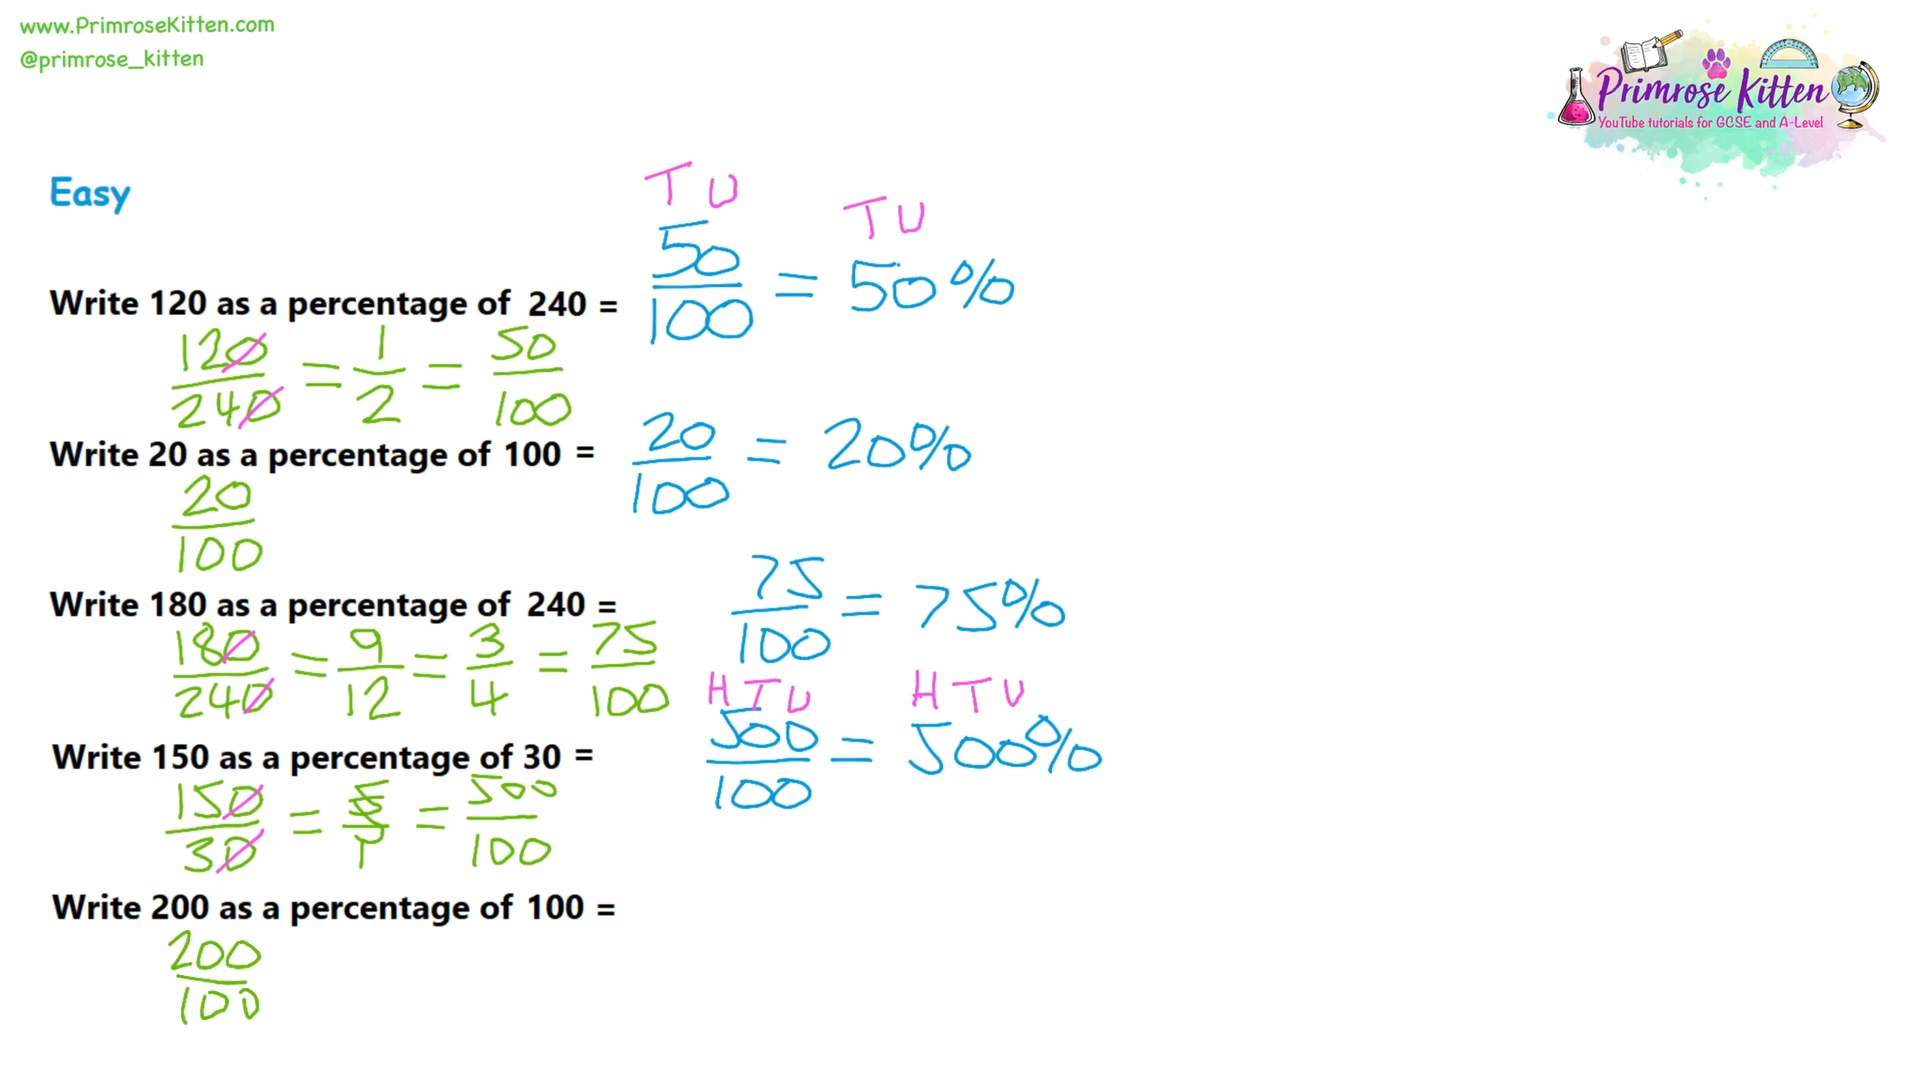 www.PrimroseKitten.com
@primrose_kitten
Primrose Kitten
YouTube tutorials for GCSE and A-Level
Easy
T U
T U
Write 120 as a percentage of 240 = 50/100 = 50%
120/240 = 1/2 = 50/100
Write 20 as a percentage of 100 = 20/100 = 20%
20/100
Write 180 as a percentage of 240 = 75/100 = 75%
180/240 = 9/12 = 3/4 = 75/100
H T U H T U
Write 150 as a percentage of 30 = 500/100 = 500%
150/30 = 5/1 = 500/100
Write 200 as a percentage of 100 =
200/100